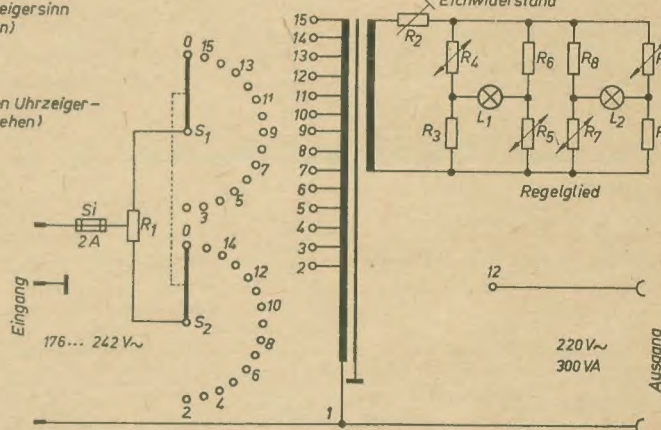 eigersinn
en)
en Uhrzeiger-
ehen)
Eichwiderstand
R2
R4
R6
R8
R
L1
L2
R3
R5
R7
R
Regelglied
0
15
13
11
9
7
5
3
S1
0
14
12
10
8
6
4
2
S2
15
14
13
12
11
10
9
8
7
6
5
4
3
2
1
Si
2A
R1
Eingang
176... 242 V~
12
220 V~
300 VA
Ausgang